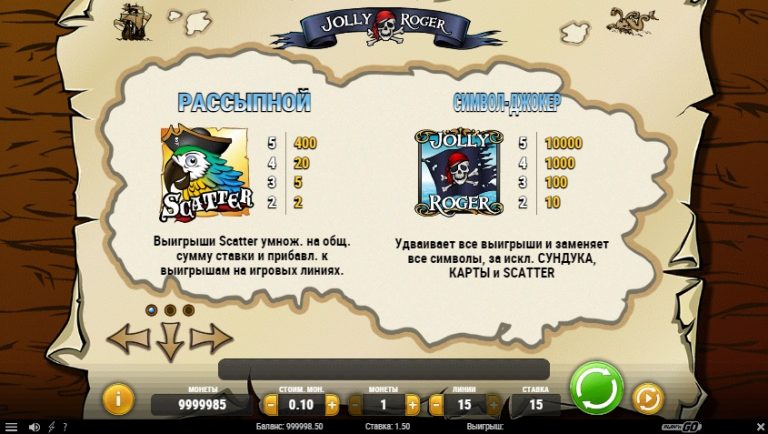 JOLLY ROGER
РАССЫПНОЙ
СИМВОЛ-ДЖОКЕР
SCATTER
5 400
4 20
3 5
2 2
JOLLY
ROGER
5 10000
4 1000
3 100
2 10
Выигрыши Scatter умнож. на общ.
сумму ставки и прибавл. к
выигрышам на игровых линиях.
Удваивает все выигрыши и заменяет
все символы, за искл. СУНДУКА,
КАРТЫ и SCATTER
МОНЕТЫ СТОИМ. МОН. МОНЕТЫ ЛИНИИ СТАВКА
i 9999985 - 0.10 + - 1 + - 15 + 15
? Баланс: 999998.50 Ставка: 1.50 Выигрыш: PLAY'N GO